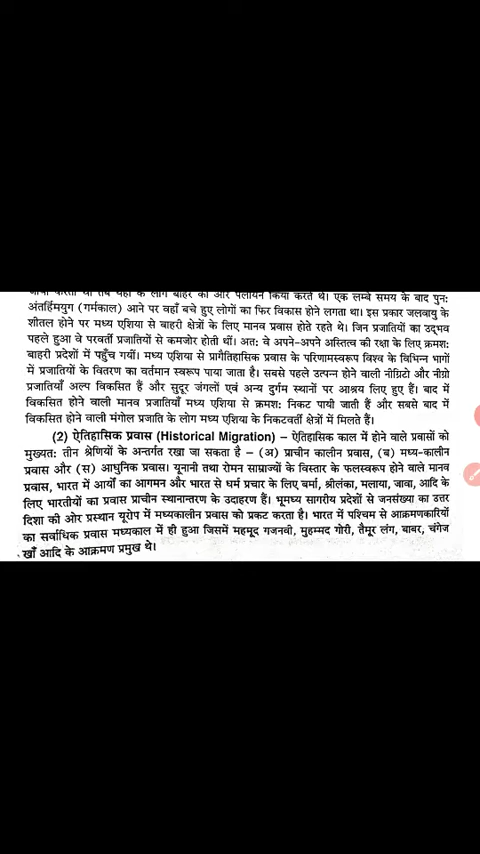 जाया करता था तब यहाँ के लोग बाहर की ओर पलायन किया करते थे। एक लम्बे समय के बाद पुनः
अंतर्हिमयुग (गर्मकाल) आने पर वहाँ बचे हुए लोगों का फिर विकास होने लगता था। इस प्रकार जलवायु के
शीतल होने पर मध्य एशिया से बाहरी क्षेत्रों के लिए मानव प्रवास होते रहते थे। जिन प्रजातियों का उद्‌भव
पहले हुआ वे परवर्ती प्रजातियों से कमजोर होती थीं। अतः वे अपने-अपने अस्तित्व की रक्षा के लिए क्रमशः
बाहरी प्रदेशों में पहुँच गयीं। मध्य एशिया से प्रागैतिहासिक प्रवास के परिणामस्वरूप विश्व के विभिन्न भागों
में प्रजातियों के वितरण का वर्तमान स्वरूप पाया जाता है। सबसे पहले उत्पन्न होने वाली नीग्रिटो और नीग्रो
प्रजातियाँ अल्प विकसित हैं और सुदूर जंगलों एवं अन्य दुर्गम स्थानों पर आश्रय लिए हुए हैं। बाद में
विकसित होने वाली मानव प्रजातियाँ मध्य एशिया से क्रमशः निकट पायी जाती हैं और सबसे बाद में
विकसित होने वाली मंगोल प्रजाति के लोग मध्य एशिया के निकटवर्ती क्षेत्रों में मिलते हैं।
(2) ऐतिहासिक प्रवास (Historical Migration) – ऐतिहासिक काल में होने वाले प्रवासों को
मुख्यतः तीन श्रेणियों के अन्तर्गत रखा जा सकता है – (अ) प्राचीन कालीन प्रवास, (ब) मध्य-कालीन
प्रवास और (स) आधुनिक प्रवास। यूनानी तथा रोमन साम्राज्यों के विस्तार के फलस्वरूप होने वाले मानव
प्रवास, भारत में आर्यों का आगमन और भारत से धर्म प्रचार के लिए बर्मा, श्रीलंका, मलाया, जावा, आदि के
लिए भारतीयों का प्रवास प्राचीन स्थानान्तरण के उदाहरण हैं। भूमध्य सागरीय प्रदेशों से जनसंख्या का उत्तर
दिशा की ओर प्रस्थान यूरोप में मध्यकालीन प्रवास को प्रकट करता है। भारत में पश्चिम से आक्रमणकारियों
का सर्वाधिक प्रवास मध्यकाल में ही हुआ जिसमें महमूद गजनवी, मुहम्मद गोरी, तैमूर लंग, बाबर, चंगेज
खाँ आदि के आक्रमण प्रमुख थे।